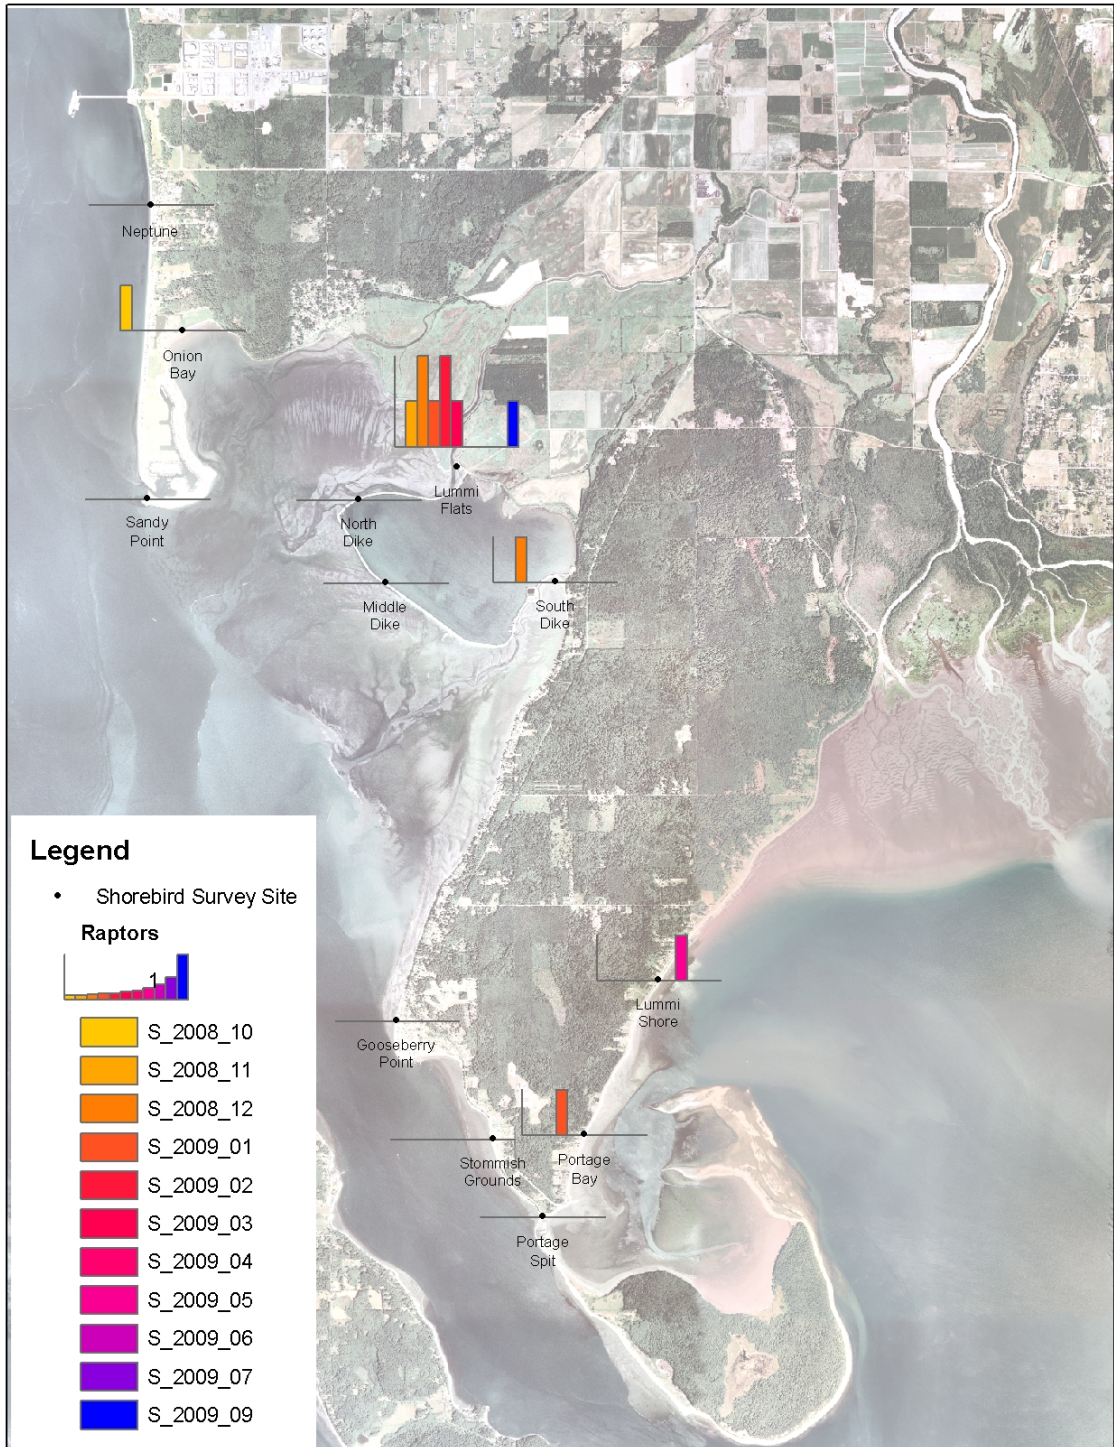 Neptune
Onion
Bay
Lummi
Flats
Sandy
Point
North
Dike
Middle
Dike
South
Dike
Lummi
Shore
Gooseberry
Point
Stommish
Grounds
Portage
Bay
Portage
Spit
Legend
Shorebird Survey Site
Raptors
1
S_2008_10
S_2008_11
S_2008_12
S_2009_01
S_2009_02
S_2009_03
S_2009_04
S_2009_05
S_2009_06
S_2009_07
S_2009_09